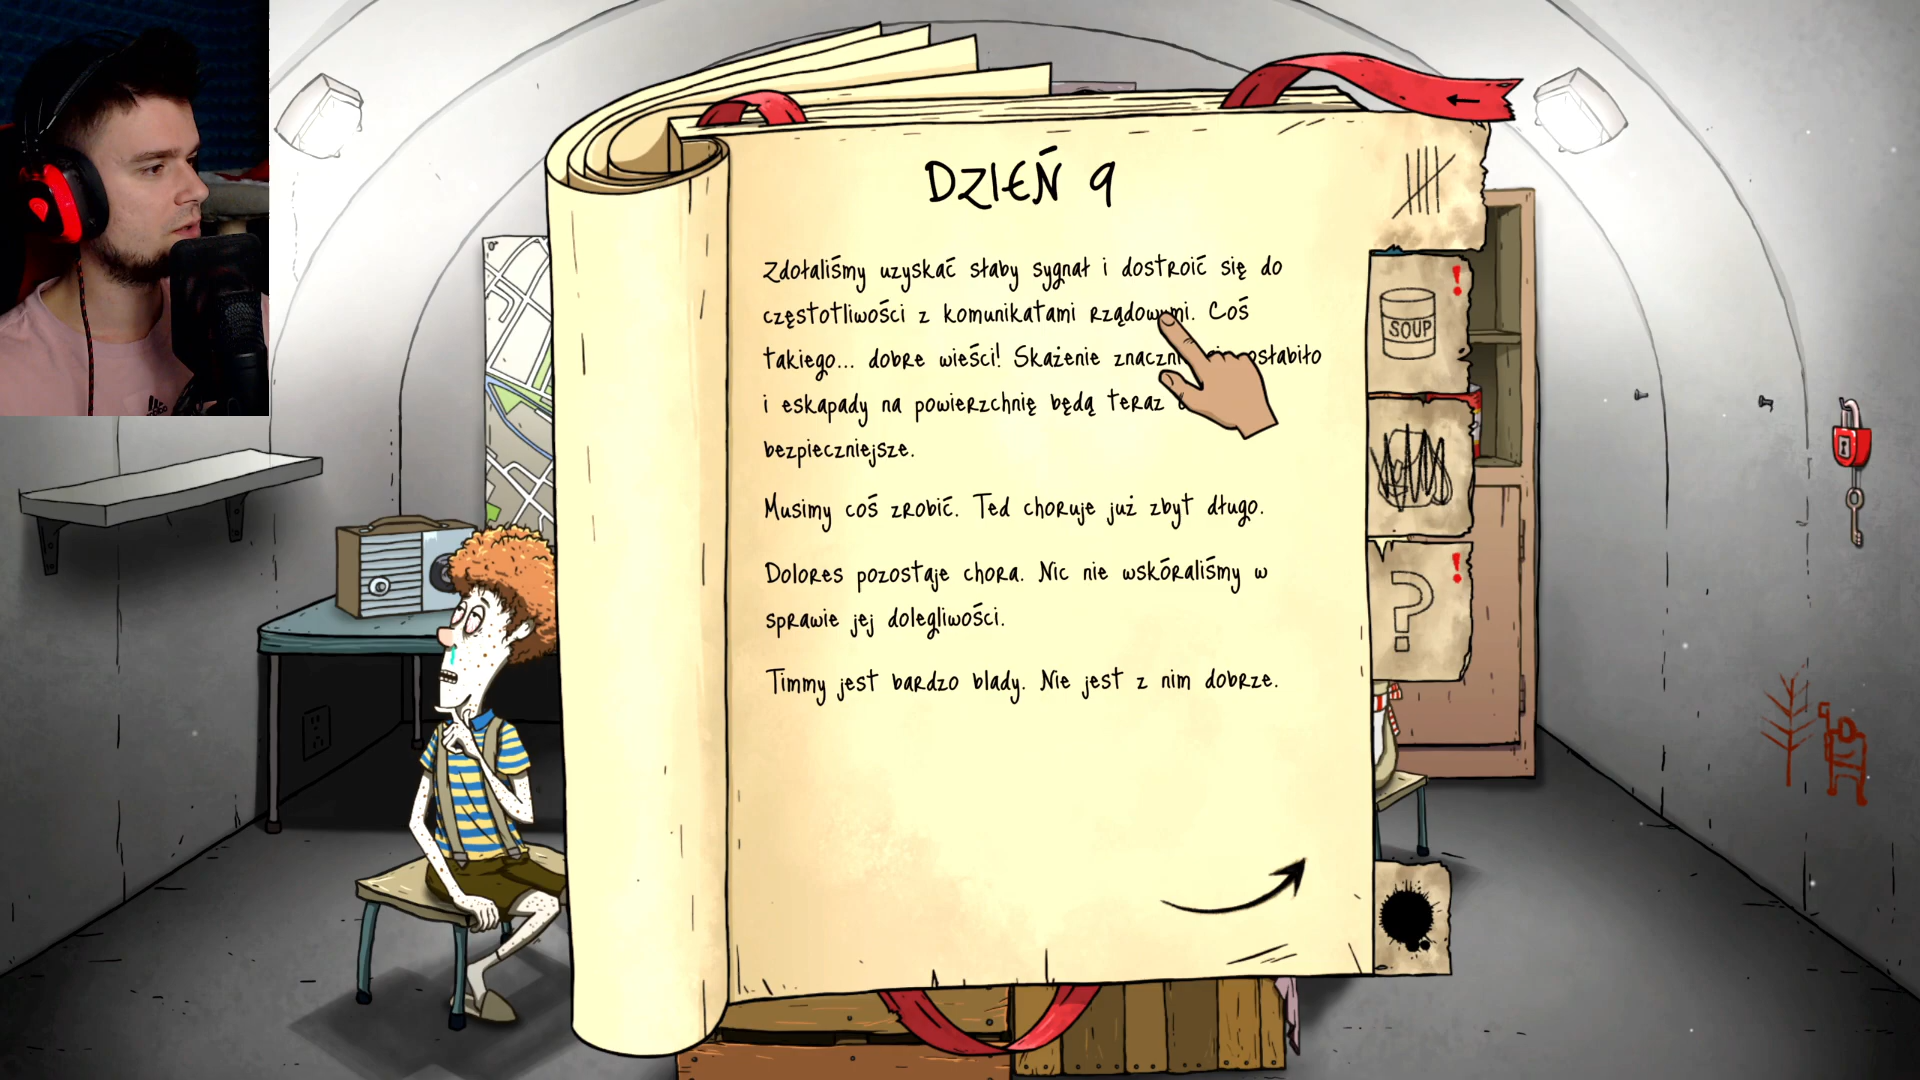 DZIEŃ 9
Zdołaliśmy uzyskać słaby sygnał i dostroić się do
częstotliwości z komunikatami rządowymi. Coś
takiego... dobre wieści! Skażenie osłabiło
i eskapady na powierzchnię będą teraz
bezpieczniejsze.
Musimy coś zrobić. Ted choruje już zbyt długo.
Dolores pozostaje chora. Nic nie wskóraliśmy w
sprawie jej dolegliwości.
Timmy jest bardzo blady. Nie jest z nim dobrze.
!
SOUP
!
?